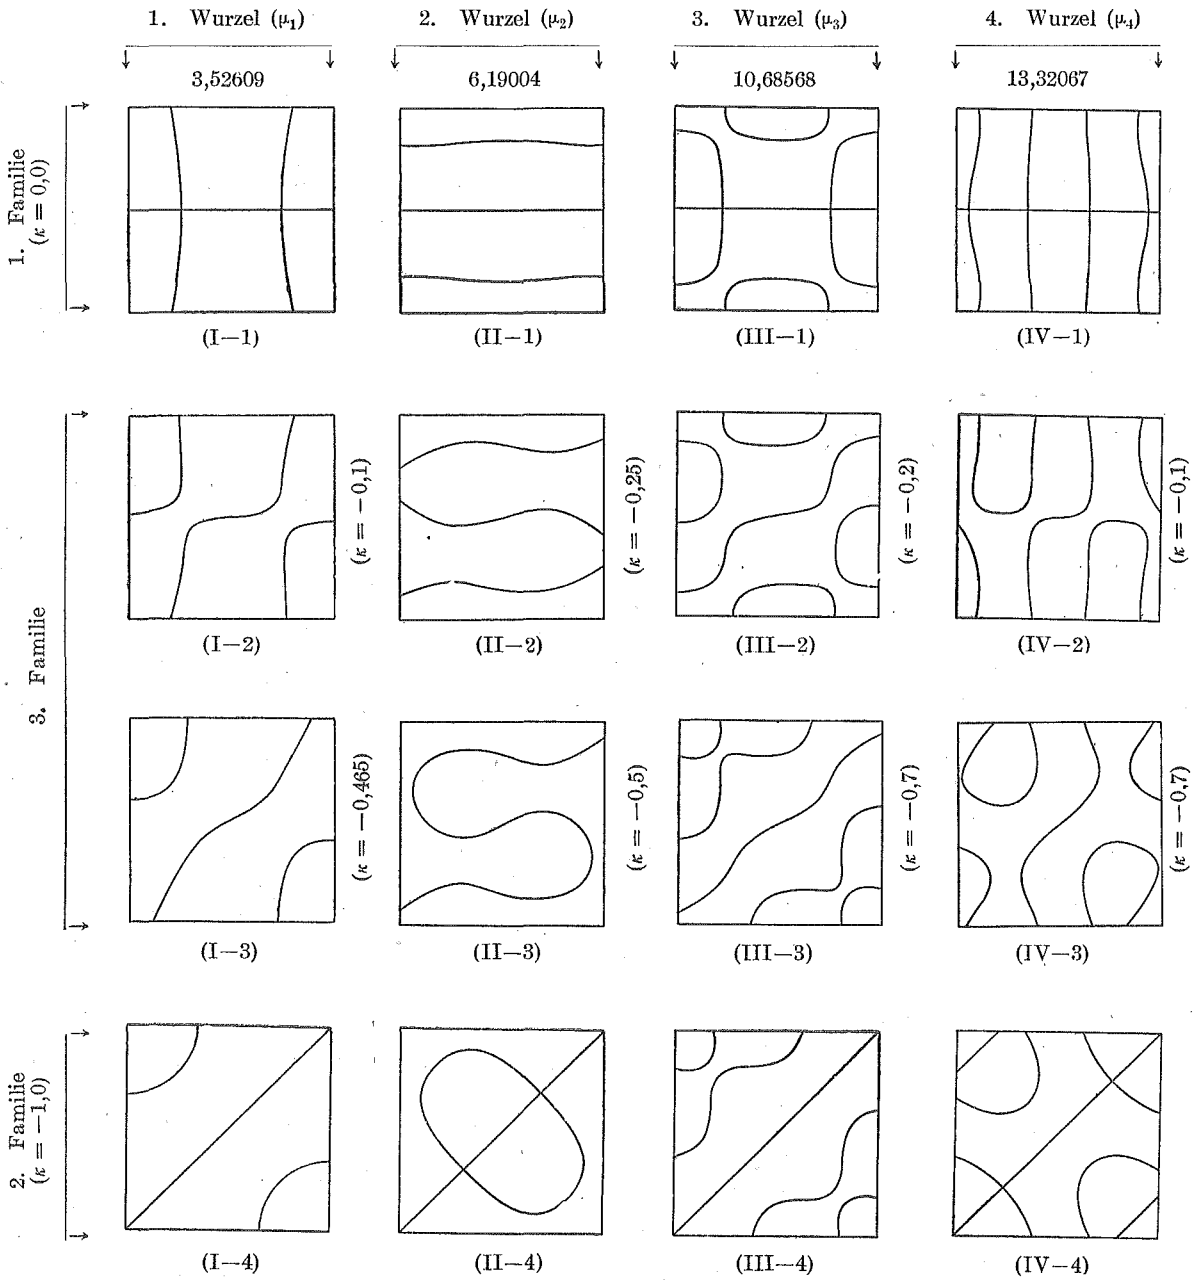 1. Wurzel (μ₁) 2. Wurzel (μ₂) 3. Wurzel (μ₃) 4. Wurzel (μ₄)
3,52609 6,19004 10,68568 13,32067
1. Familie
(κ = 0,0)
(I—1) (II—1) (III—1) (IV—1)
3. Familie
(κ = —0,1) (κ = —0,25) (κ = —0,2) (κ = —0,1)
(I—2) (II—2) (III—2) (IV—2)
(κ = —0,465) (κ = —0,5) (κ = —0,7) (κ = —0,7)
(I—3) (II—3) (III—3) (IV—3)
2. Familie
(κ = —1,0)
(I—4) (II—4) (III—4) (IV—4)